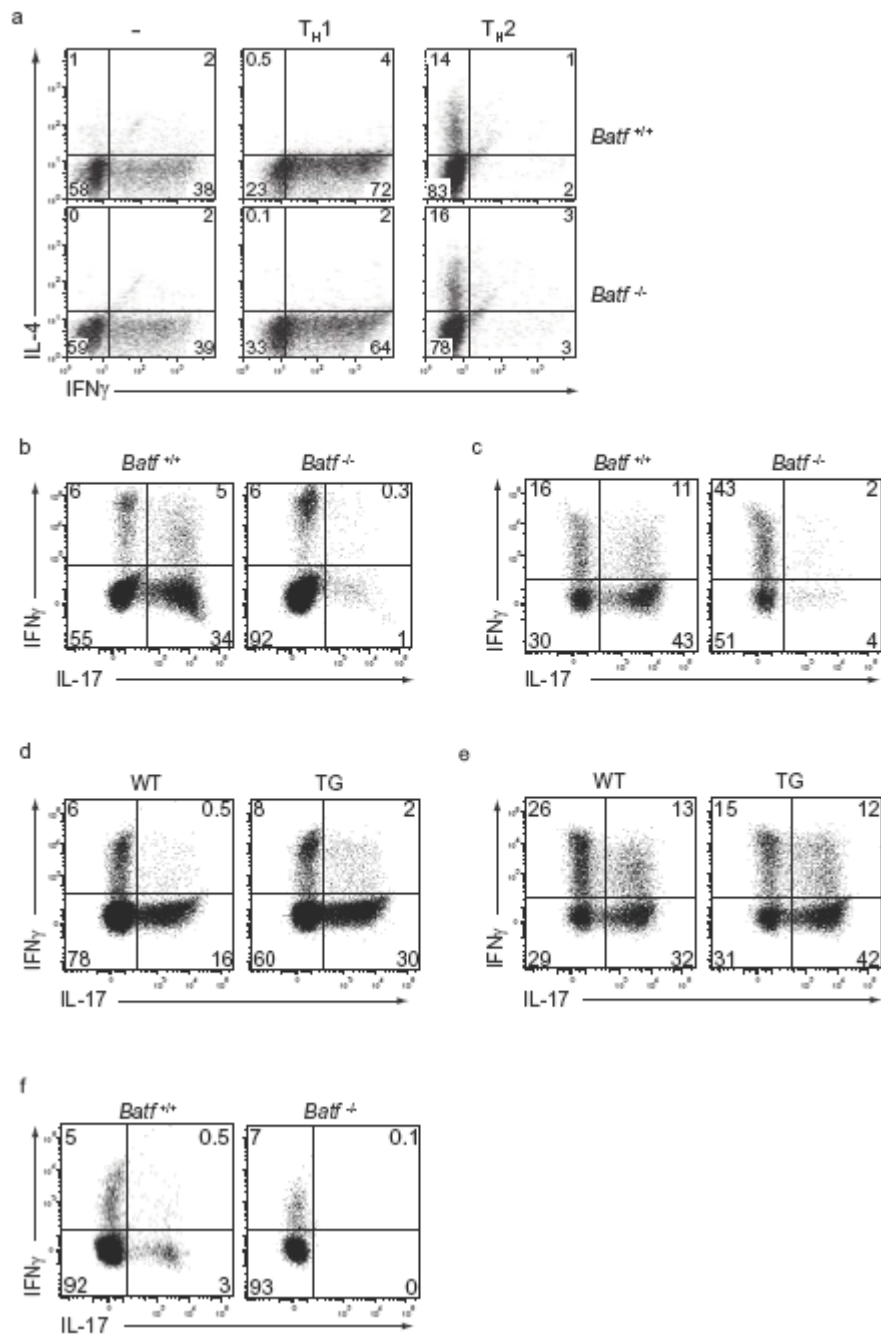 a
– T_H1 T_H2
1 2 0.5 4 14 1
58 38 23 72 83 2
Batf +/+
0 2 0.1 2 16 3
59 39 33 64 78 3
Batf -/-
IL-4
IFNγ
b
Batf +/+ Batf -/-
6 5 6 0.3
55 34 92 1
IFNγ
IL-17
c
Batf +/+ Batf -/-
16 11 43 2
30 43 51 4
IFNγ
IL-17
d
WT TG
6 0.5 8 2
78 16 60 30
IFNγ
IL-17
e
WT TG
26 13 15 12
29 32 31 42
IFNγ
IL-17
f
Batf +/+ Batf -/-
5 0.5 7 0.1
92 3 93 0
IFNγ
IL-17